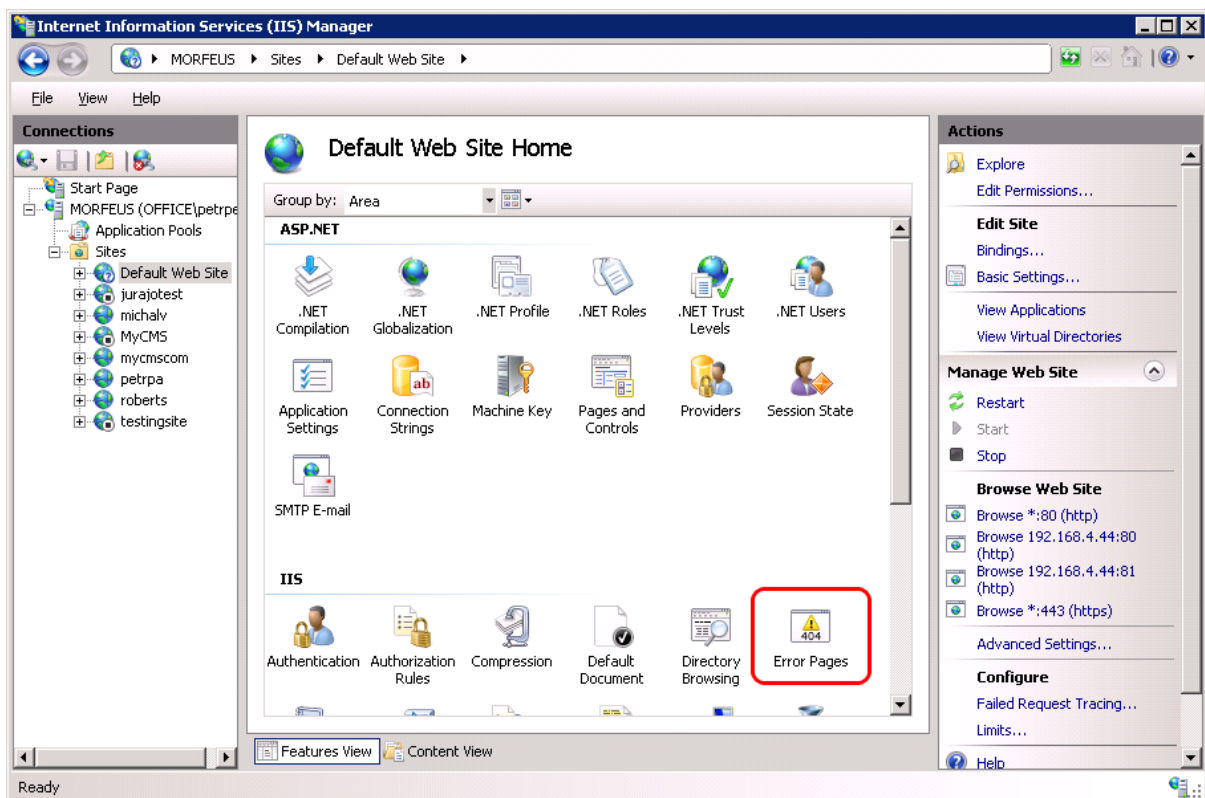 Internet Information Services (IIS) Manager
MORFEUS Sites Default Web Site
File View Help
Connections
Start Page
MORFEUS (OFFICE\petrpe
Application Pools
Sites
Default Web Site
jurajotest
michalv
MyCMS
mycmscom
petrpa
roberts
testingsite
Default Web Site Home
Group by: Area
ASP.NET
.NET Compilation
.NET Globalization
.NET Profile
.NET Roles
.NET Trust Levels
.NET Users
Application Settings
Connection Strings
ab
Machine Key
Pages and Controls
Providers
Session State
SMTP E-mail
IIS
Authentication
Authorization Rules
Compression
Default Document
Directory Browsing
404
Error Pages
Features View
Content View
Actions
Explore
Edit Permissions...
Edit Site
Bindings...
Basic Settings...
View Applications
View Virtual Directories
Manage Web Site
Restart
Start
Stop
Browse Web Site
Browse *:80 (http)
Browse 192.168.4.44:80
(http)
Browse 192.168.4.44:81
(http)
Browse *:443 (https)
Advanced Settings...
Configure
Failed Request Tracing...
Limits...
Help
Ready